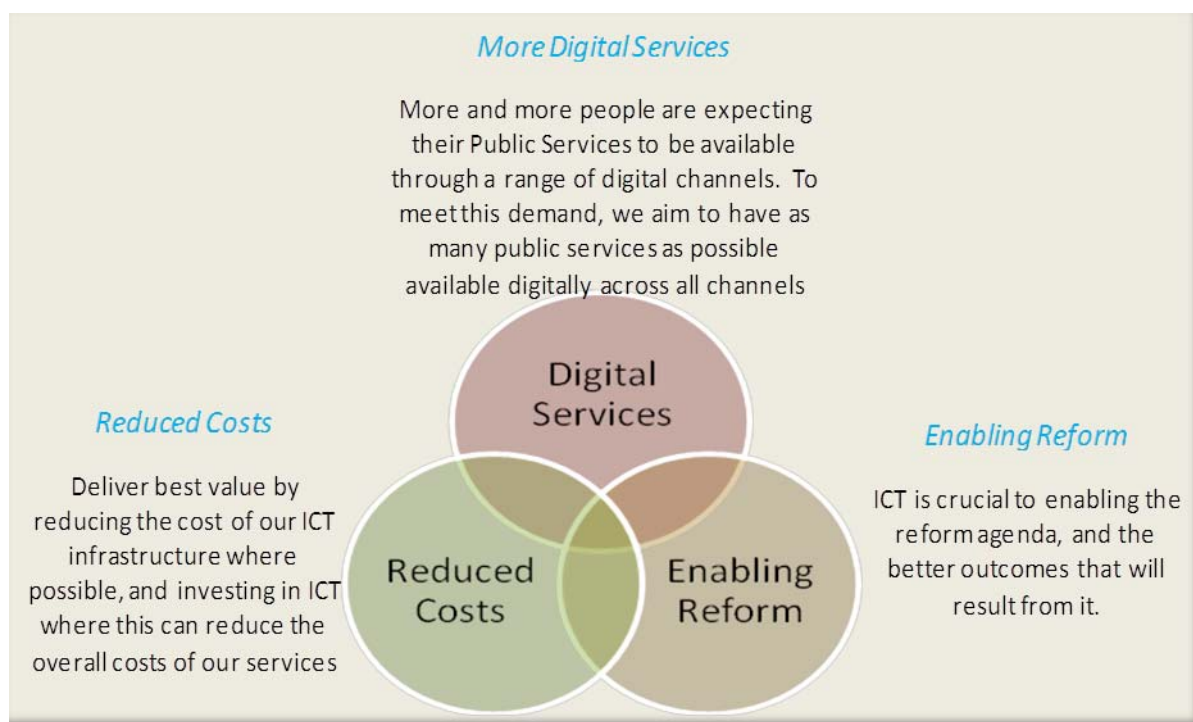 More Digital Services
More and more people are expecting
their Public Services to be available
through a range of digital channels. To
meet this demand, we aim to have as
many public services as possible
available digitally across all channels
Digital
Services
Reduced Costs
Deliver best value by
reducing the cost of our ICT
infrastructure where
possible, and investing in ICT
where this can reduce the
overall costs of our services
Reduced
Costs
Enabling
Reform
Enabling Reform
ICT is crucial to enabling the
reform agenda, and the
better outcomes that will
result from it.